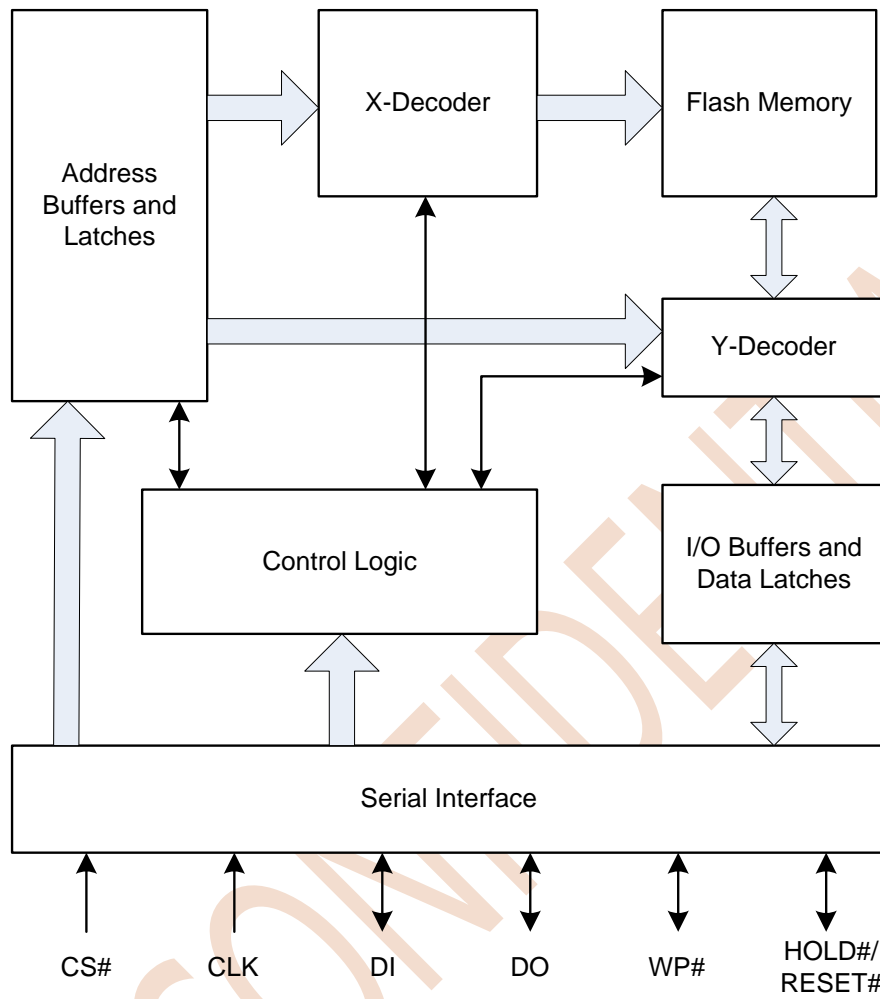 X-Decoder
Flash Memory
Address
Buffers and
Latches
Y-Decoder
Control Logic
I/O Buffers and
Data Latches
Serial Interface
CS#
CLK
DI
DO
WP#
HOLD#/
RESET#